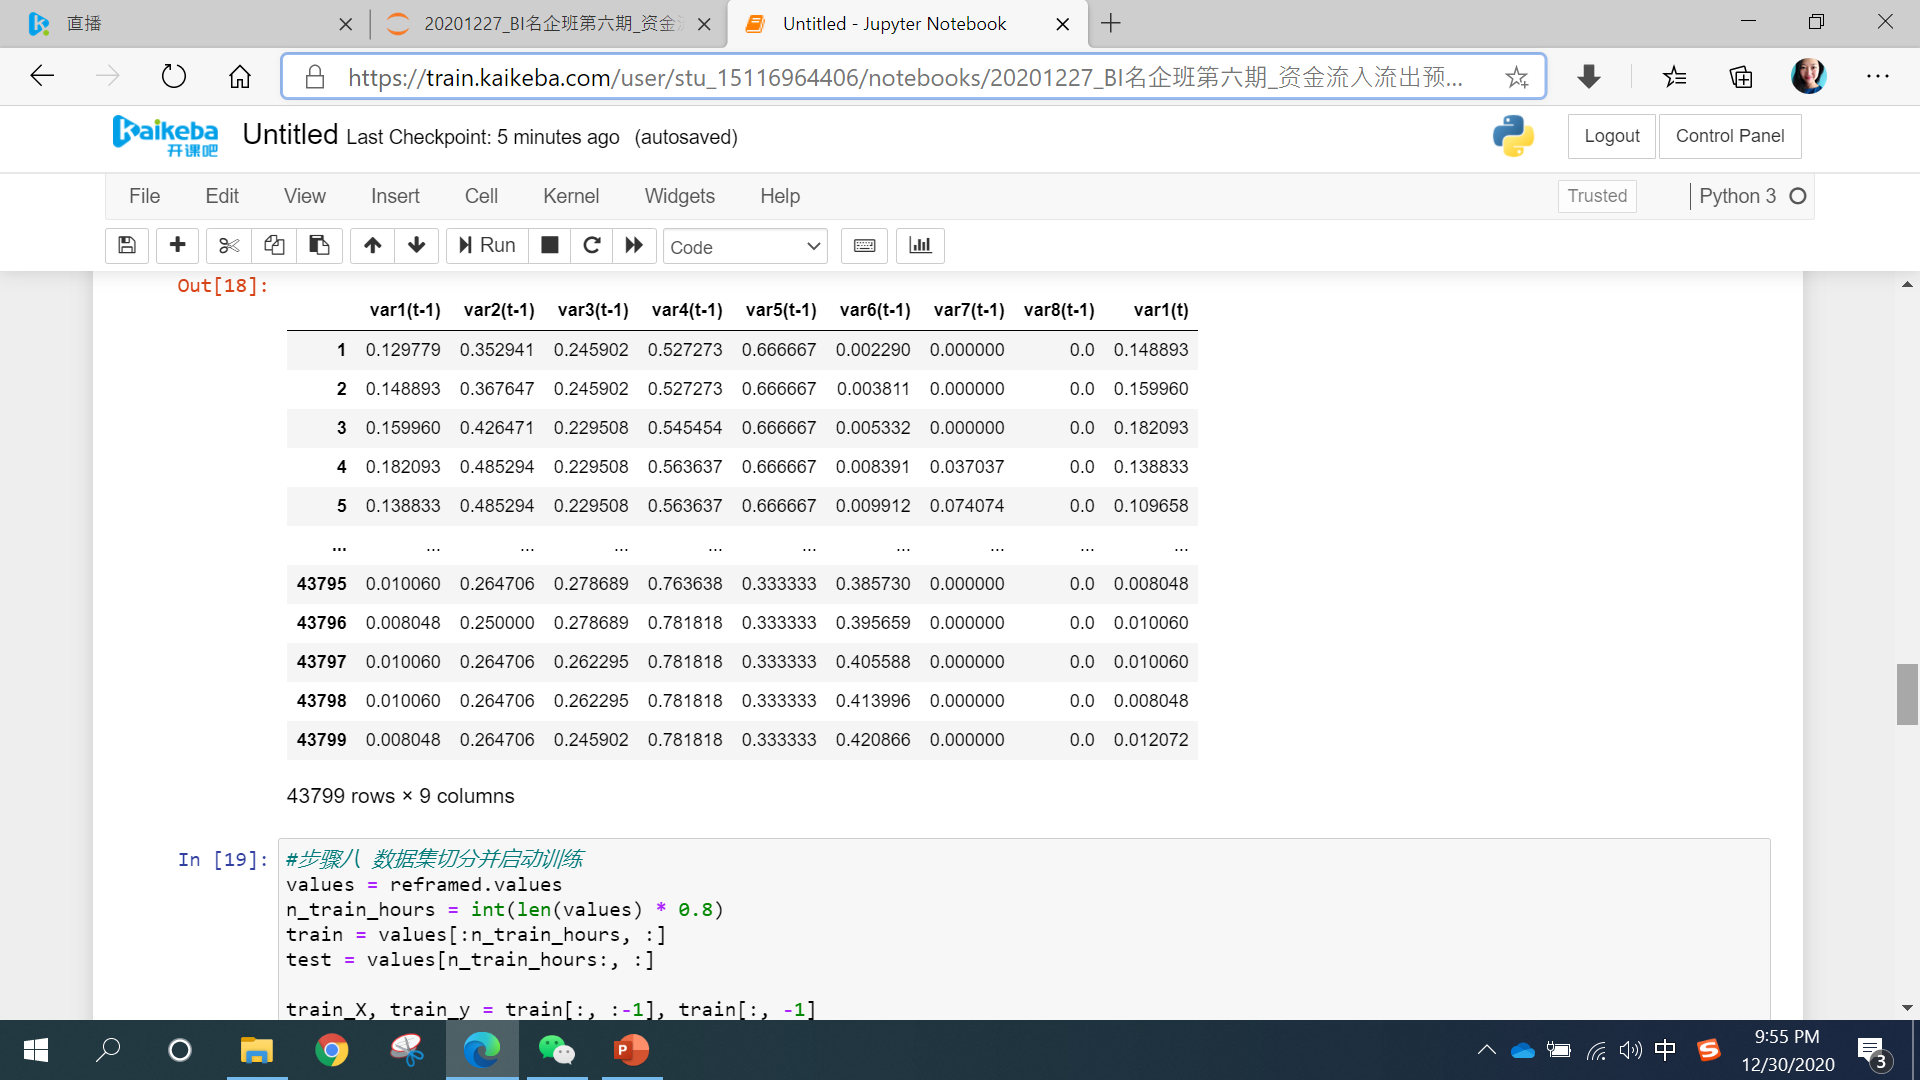 直播
20201227_BI名企班第六期_资金
Untitled - Jupyter Notebook
https://train.kaikeba.com/user/stu_15116964406/notebooks/20201227_BI名企班第六期_资金流入流出预...
Kaikeba
开课吧
Untitled Last Checkpoint: 5 minutes ago (autosaved)
Logout
Control Panel
File Edit View Insert Cell Kernel Widgets Help
Trusted
Python 3
Run
Code
Out[18]:
var1(t-1) var2(t-1) var3(t-1) var4(t-1) var5(t-1) var6(t-1) var7(t-1) var8(t-1) var1(t)
1 0.129779 0.352941 0.245902 0.527273 0.666667 0.002290 0.000000 0.0 0.148893
2 0.148893 0.367647 0.245902 0.527273 0.666667 0.003811 0.000000 0.0 0.159960
3 0.159960 0.426471 0.229508 0.545454 0.666667 0.005332 0.000000 0.0 0.182093
4 0.182093 0.485294 0.229508 0.563637 0.666667 0.008391 0.037037 0.0 0.138833
5 0.138833 0.485294 0.229508 0.563637 0.666667 0.009912 0.074074 0.0 0.109658
... ... ... ... ... ... ... ... ... ...
43795 0.010060 0.264706 0.278689 0.763638 0.333333 0.385730 0.000000 0.0 0.008048
43796 0.008048 0.250000 0.278689 0.781818 0.333333 0.395659 0.000000 0.0 0.010060
43797 0.010060 0.264706 0.262295 0.781818 0.333333 0.405588 0.000000 0.0 0.010060
43798 0.010060 0.264706 0.262295 0.781818 0.333333 0.413996 0.000000 0.0 0.008048
43799 0.008048 0.264706 0.245902 0.781818 0.333333 0.420866 0.000000 0.0 0.012072
43799 rows × 9 columns
In [19]:
#步骤八 数据集切分并启动训练
values = reframed.values
n_train_hours = int(len(values) * 0.8)
train = values[:n_train_hours, :]
test = values[n_train_hours:, :]
train_X, train_y = train[:, :-1], train[:, -1]
中
9:55 PM
12/30/2020
3